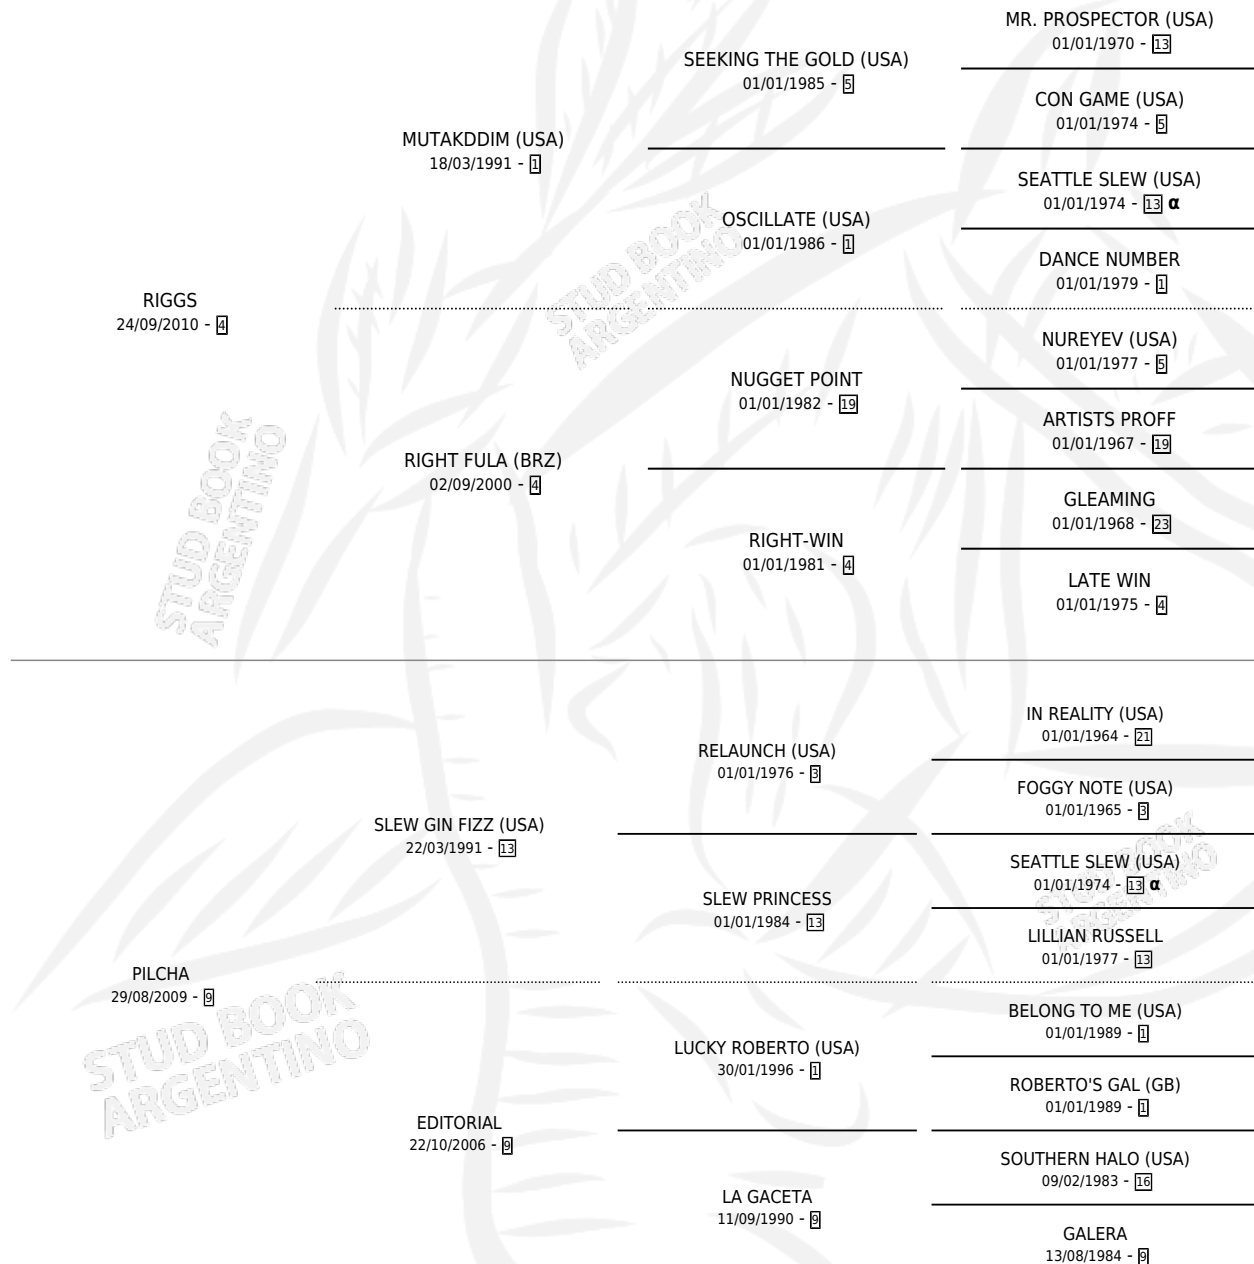 MR. PROSPECTOR (USA)
01/01/1970 - 13
SEEKING THE GOLD (USA)
01/01/1985 - 5
CON GAME (USA)
01/01/1974 - 5
MUTAKDDIM (USA)
18/03/1991 - 1
SEATTLE SLEW (USA)
01/01/1974 - 13 α
OSCILLATE (USA)
01/01/1986 - 1
DANCE NUMBER
01/01/1979 - 1
RIGGS
24/09/2010 - 4
NUREYEV (USA)
01/01/1977 - 5
NUGGET POINT
01/01/1982 - 19
ARTISTS PROFF
01/01/1967 - 19
RIGHT FULA (BRZ)
02/09/2000 - 4
GLEAMING
01/01/1968 - 23
RIGHT-WIN
01/01/1981 - 4
LATE WIN
01/01/1975 - 4
IN REALITY (USA)
01/01/1964 - 21
RELAUNCH (USA)
01/01/1976 - 3
FOGGY NOTE (USA)
01/01/1965 - 3
SLEW GIN FIZZ (USA)
22/03/1991 - 13
SEATTLE SLEW (USA)
01/01/1974 - 13 α
SLEW PRINCESS
01/01/1984 - 13
LILLIAN RUSSELL
01/01/1977 - 13
PILCHA
29/08/2009 - 9
BELONG TO ME (USA)
01/01/1989 - 1
LUCKY ROBERTO (USA)
30/01/1996 - 1
ROBERTO'S GAL (GB)
01/01/1989 - 1
EDITORIAL
22/10/2006 - 9
SOUTHERN HALO (USA)
09/02/1983 - 16
LA GACETA
11/09/1990 - 9
GALERA
13/08/1984 - 9
STUD BOOK
ARGENTINO
STUD BOOK
ARGENTINO
STUD BOOK
ARGENTINO
STUD BOOK
ARGENTINO